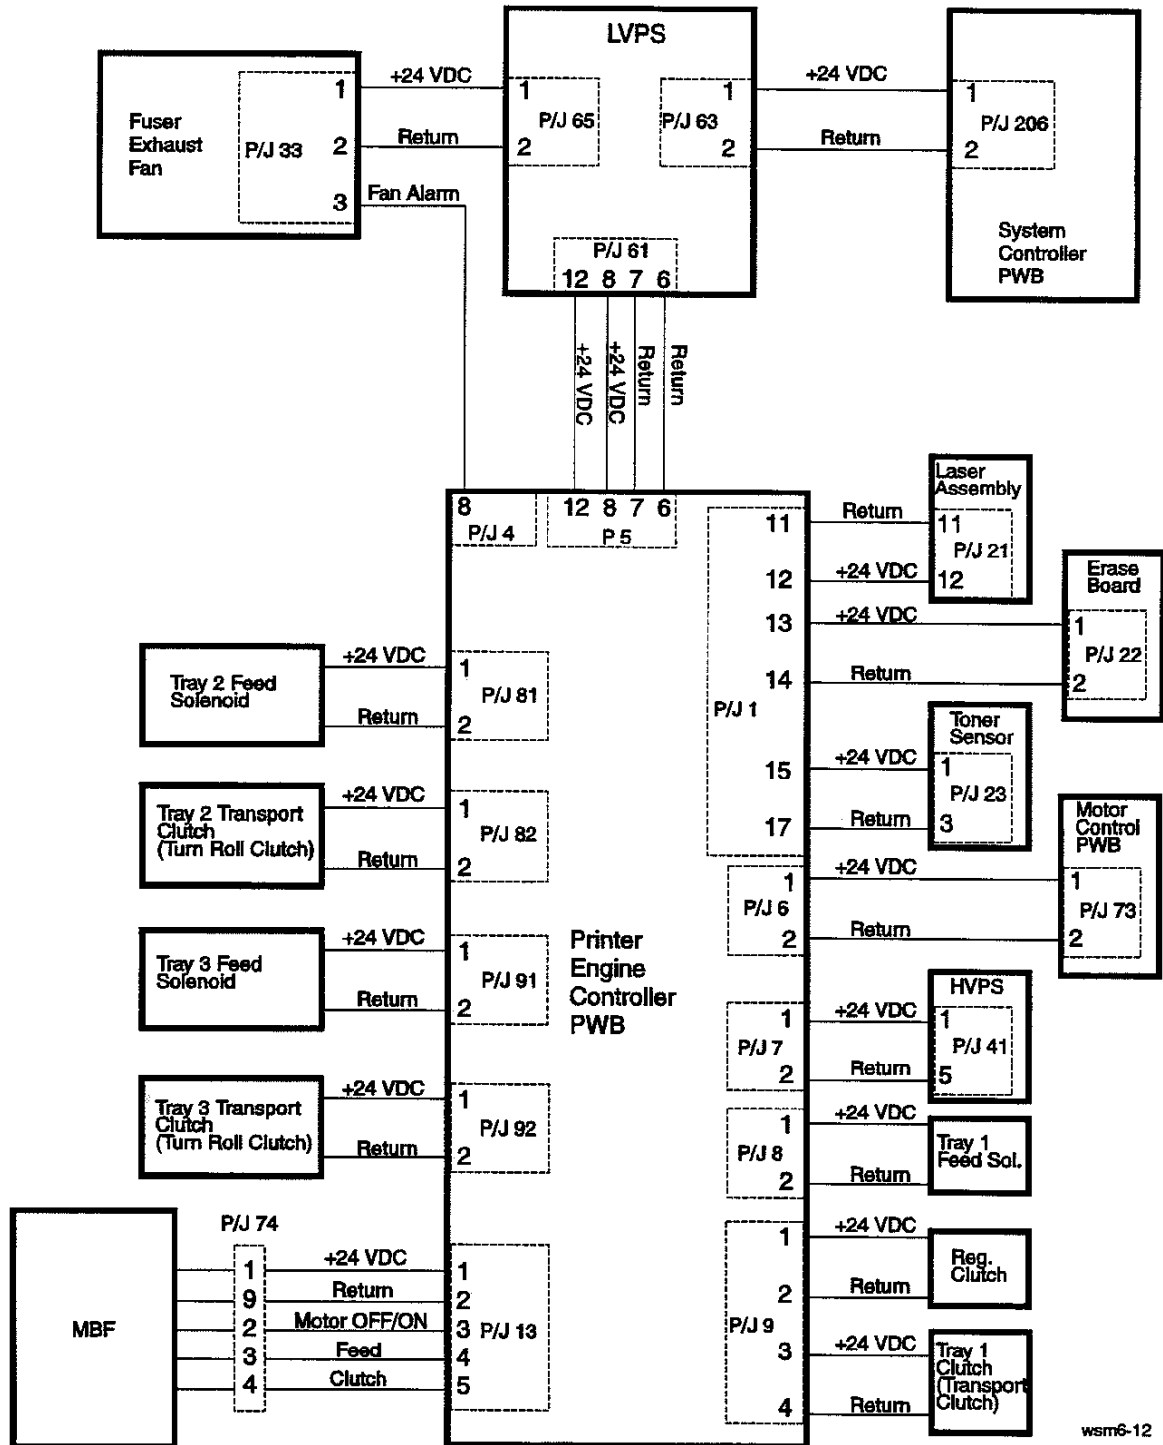 LVPS
+24 VDC
+24 VDC
1
1
1
1
Fuser
Exhaust
Fan
P/J 33
P/J 65
P/J 63
P/J 206
Return
Return
2
2
2
2
Fan Alarm
3
System
Controller
PWB
P/J 61
12 8 7 6
+24 VDC
+24 VDC
Return
Return
8
P/J 4
12 8 7 6
P 5
Laser
Assembly
11
Return
11
P/J 21
12
+24 VDC
12
Erase
Board
13
+24 VDC
1
P/J 22
14
Return
2
P/J 1
Toner
Sensor
15
+24 VDC
1
P/J 23
17
Return
3
Motor
Control
PWB
1
+24 VDC
1
P/J 6
P/J 73
2
Return
2
HVPS
1
+24 VDC
1
P/J 7
P/J 41
2
Return
5
1
+24 VDC
P/J 8
Tray 1
Feed Sol.
2
Return
1
+24 VDC
Reg.
Clutch
2
Return
P/J 9
3
+24 VDC
Tray 1
Clutch
(Transport
Clutch)
4
Return
Printer
Engine
Controller
PWB
Tray 2 Feed
Solenoid
+24 VDC
1
P/J 81
Return
2
Tray 2 Transport
Clutch
(Turn Roll Clutch)
+24 VDC
1
P/J 82
Return
2
Tray 3 Feed
Solenoid
+24 VDC
1
P/J 91
Return
2
Tray 3 Transport
Clutch
(Turn Roll Clutch)
+24 VDC
1
P/J 92
Return
2
MBF
P/J 74
1 +24 VDC 1
9 Return 2
2 Motor OFF/ON 3
3 Feed 4
4 Clutch 5
P/J 13
wsm6-12